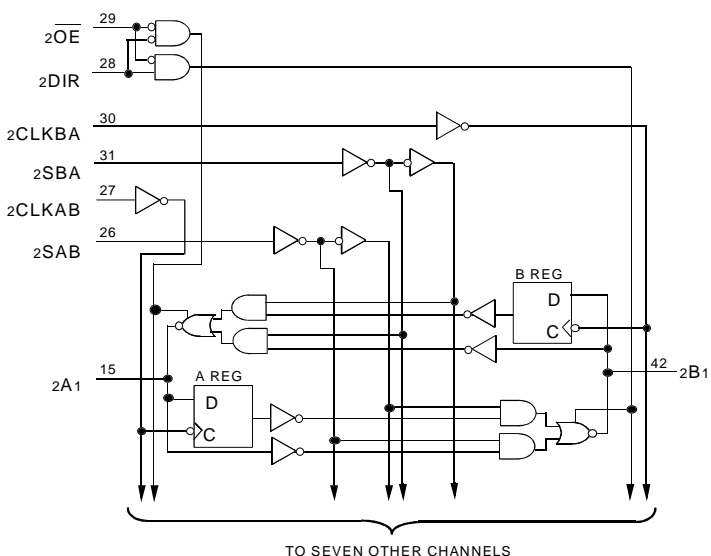 29
2OE
28
2DIR
30
2CLKBA
31
2SBA
27
2CLKAB
26
2SAB
B REG
D
C
15
2A1
42
2B1
A REG
D
C
TO SEVEN OTHER CHANNELS